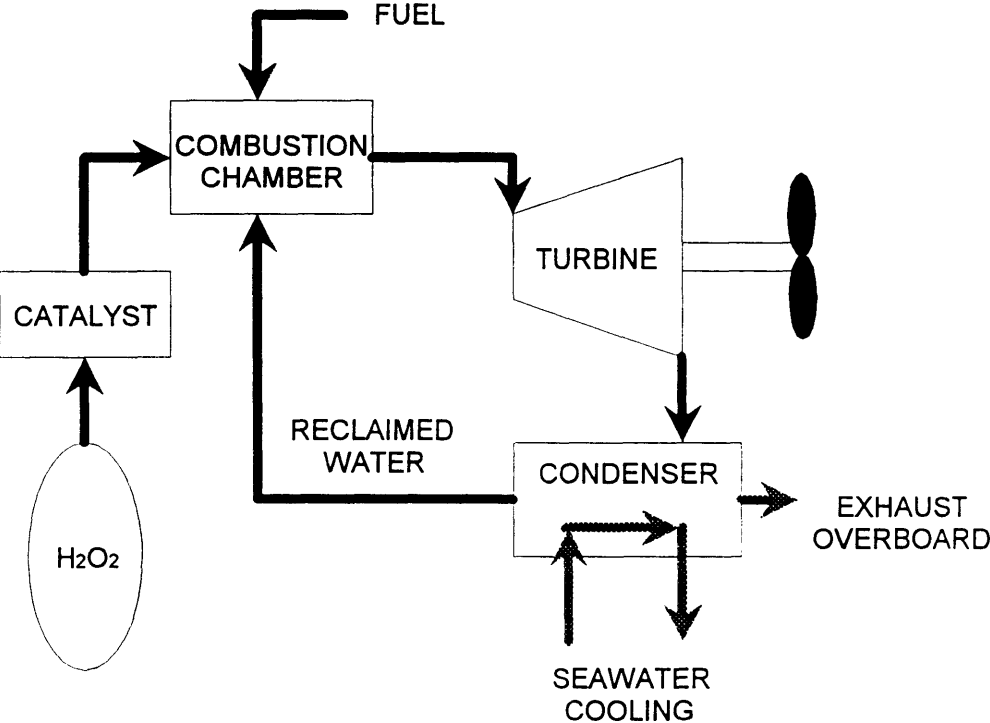 FUEL
COMBUSTION
CHAMBER
TURBINE
CATALYST
RECLAIMED
WATER
CONDENSER
EXHAUST
OVERBOARD
H2O2
SEAWATER
COOLING